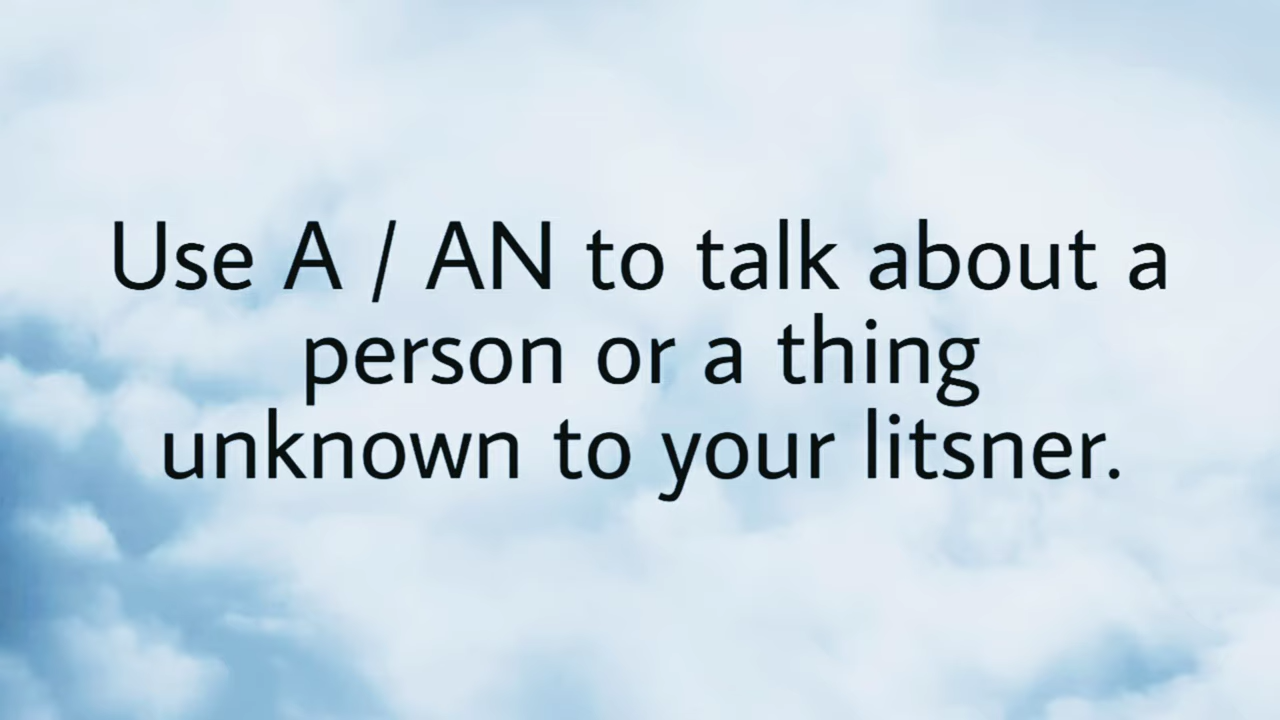 Use A / AN to talk about a
person or a thing
unknown to your litsner.